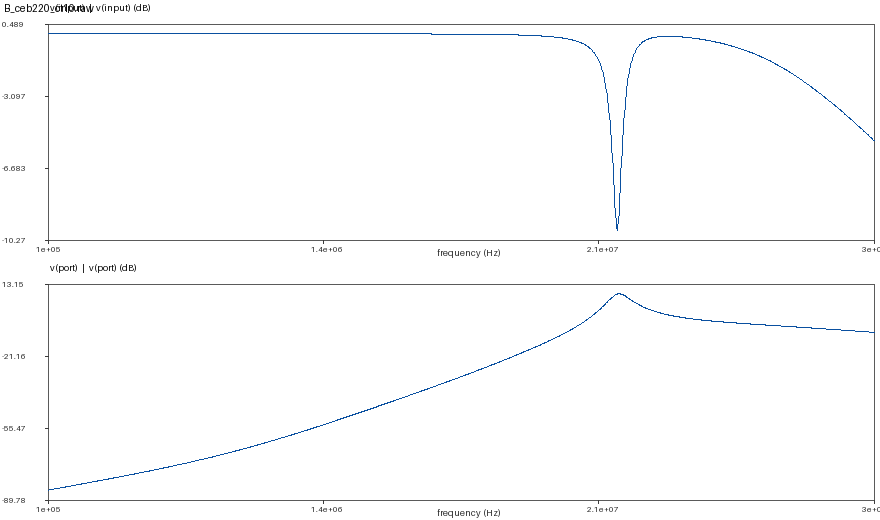 v(input) (dB)
0.489
-3.097
-6.683
-10.27
1e+05
1.4e+06
2.1e+07
3e+0
frequency (Hz)
v(port) | v(port) (dB)
13.15
-21.16
-55.47
-89.78
1e+05
1.4e+06
2.1e+07
3e+0
frequency (Hz)